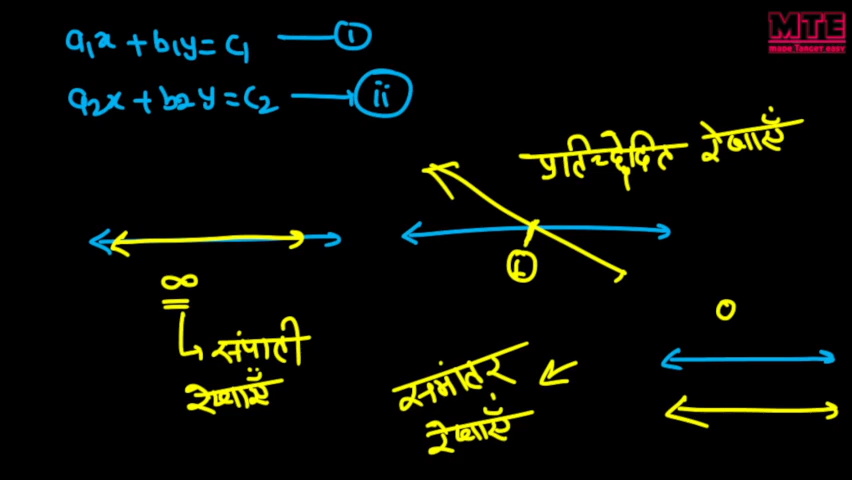 a₁x + b₁y = c₁ —— ①
a₂x + b₂y = c₂ —→ ⓘⓘ
MTE
made Target easy
प्रतिच्छेदित रेखाएँ
①
∞
संपाती
रेखाएँ
0
समांतर
रेखाएँ